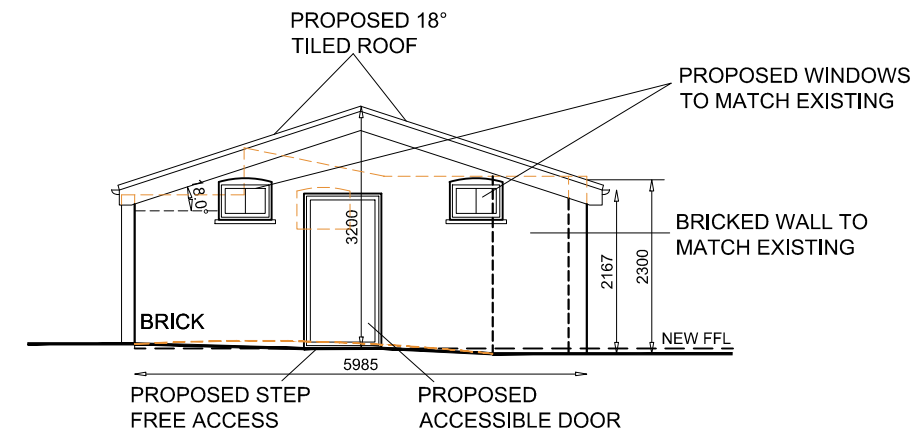 PROPOSED 18°
TILED ROOF
PROPOSED WINDOWS
TO MATCH EXISTING
18.0
3200
BRICKED WALL TO
MATCH EXISTING
2167
2300
BRICK
NEW FFL
5985
PROPOSED STEP
FREE ACCESS
PROPOSED
ACCESSIBLE DOOR